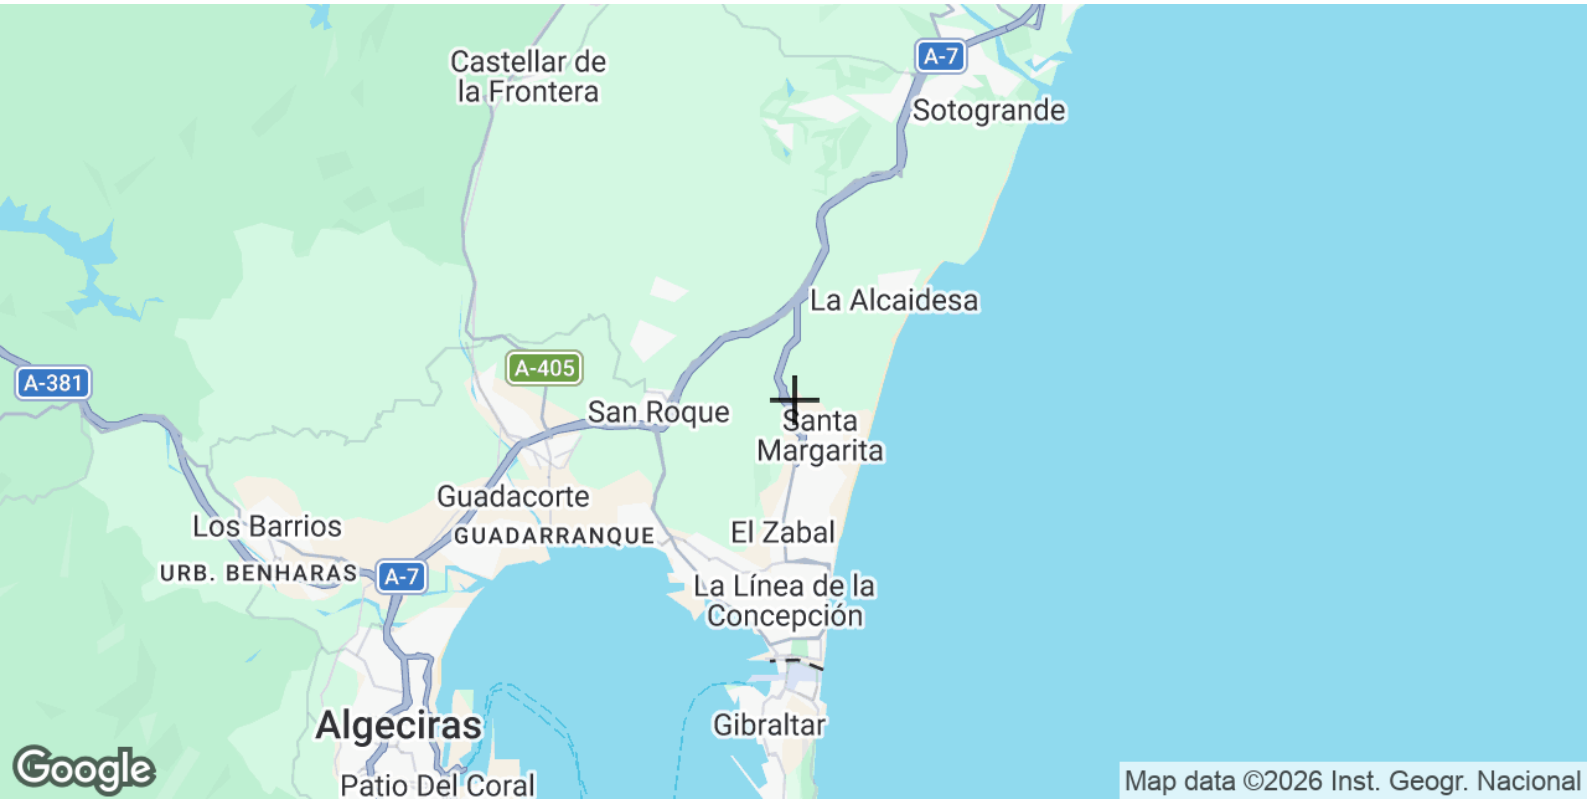 A-7
Castellar de
la Frontera
Sotogrande
La Alcaidesa
A-405
A-381
San Roque
Santa
Margarita
Guadacorte
Los Barrios
GUADARRANQUE
El Zabal
URB. BENHARAS
A-7
La Línea de la
Concepción
Algeciras
Gibraltar
Google
Patio Del Coral
Map data ©2026 Inst. Geogr. Nacional